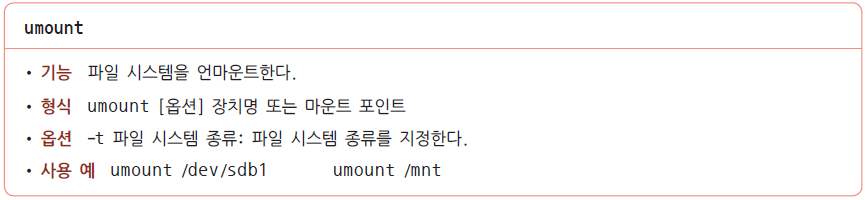 umount
• 기능 파일 시스템을 언마운트한다.
• 형식 umount [옵션] 장치명 또는 마운트 포인트
• 옵션 -t 파일 시스템 종류: 파일 시스템 종류를 지정한다.
• 사용 예 umount /dev/sdb1 umount /mnt